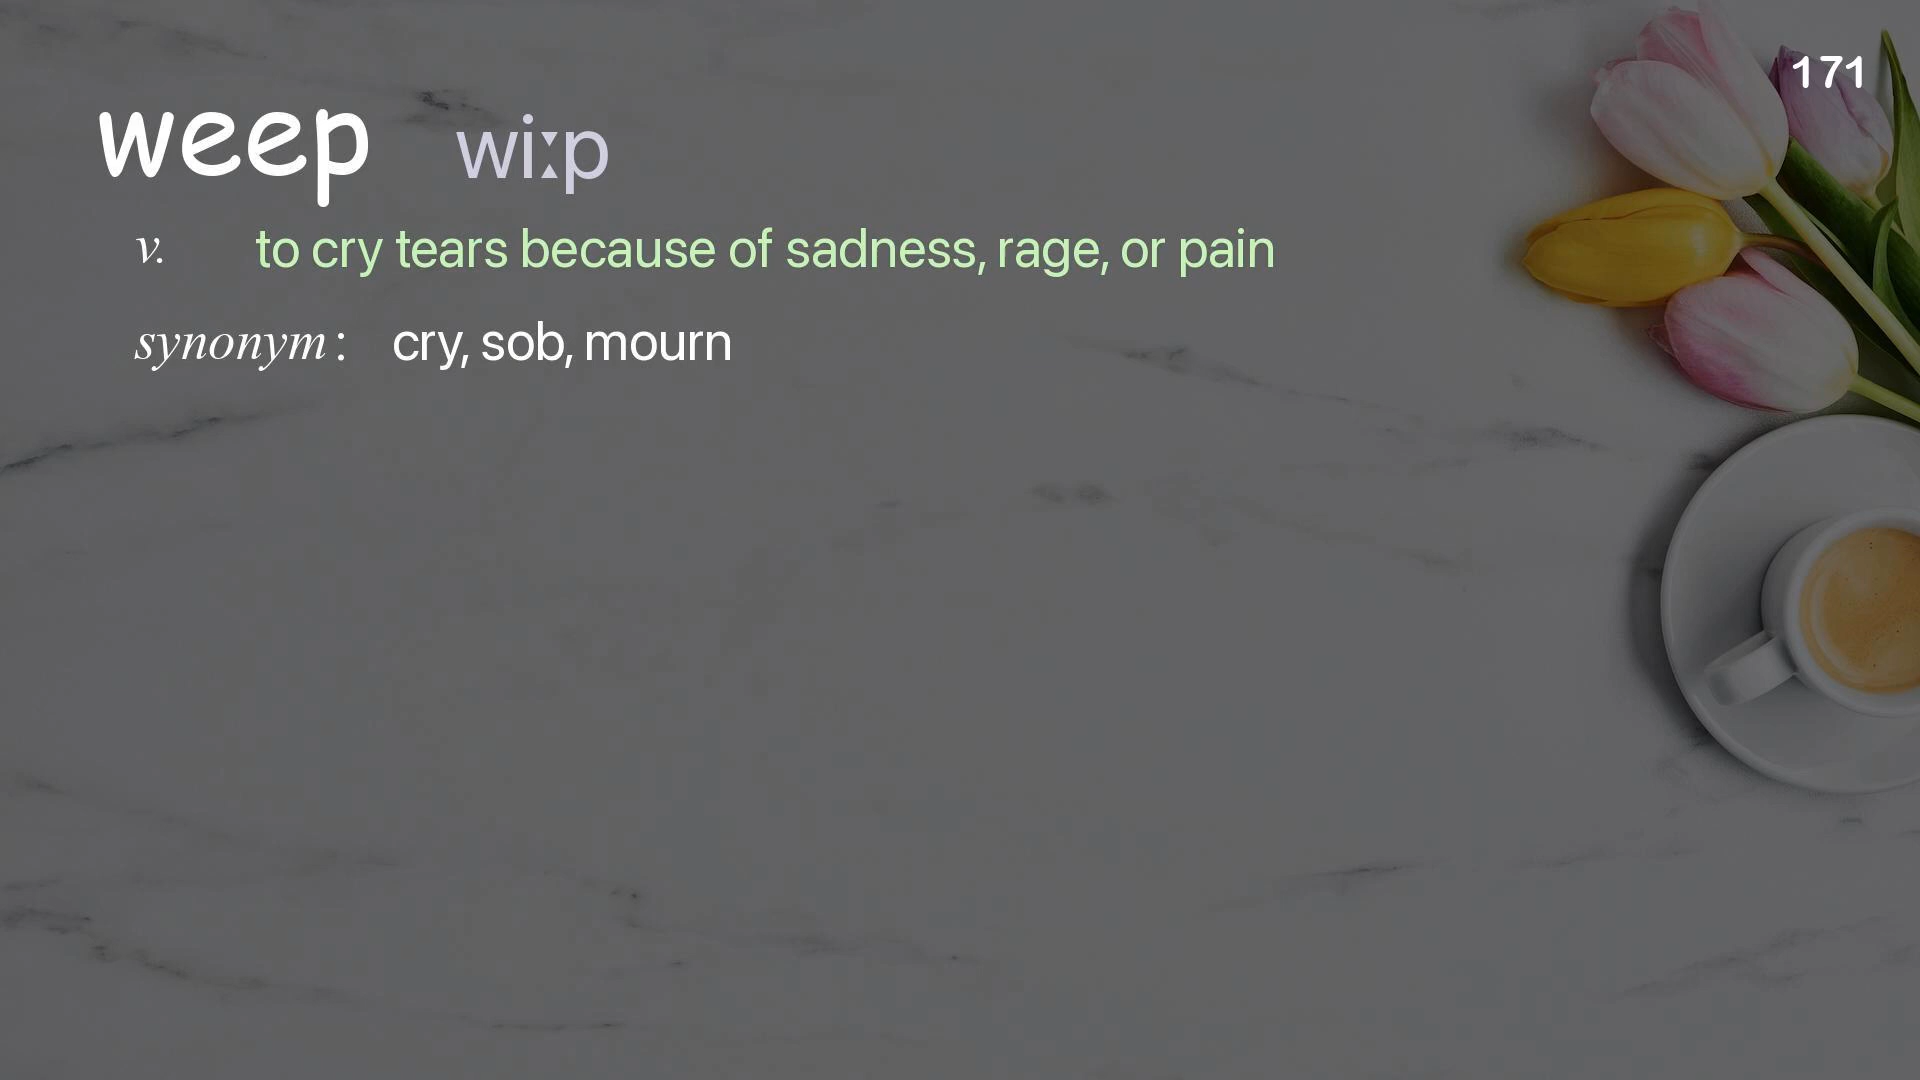 171
weep wiːp
v. to cry tears because of sadness, rage, or pain
synonym : cry, sob, mourn